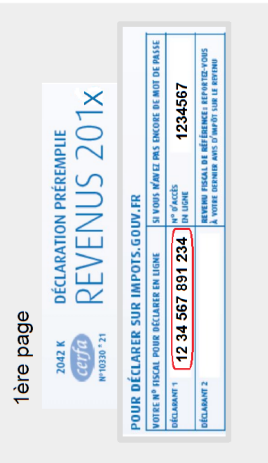 1ère page
2042 K
cerfa
N°10330 * 21
DÉCLARATION PRÉREMPLIE
REVENUS 201x
POUR DÉCLARER SUR IMPOTS.GOUV.FR
VOTRE N° FISCAL POUR DÉCLARER EN LIGNE
DÉCLARANT 1
12 34 567 891 234
DÉCLARANT 2
SI VOUS N'AVEZ PAS ENCORE DE MOT DE PASSE
N° D'ACCÈS
EN LIGNE
1234567
REVENU FISCAL DE RÉFÉRENCE: REPORTEZ-VOUS
À VOTRE DERNIER AVIS D'IMPÔT SUR LE REVENU